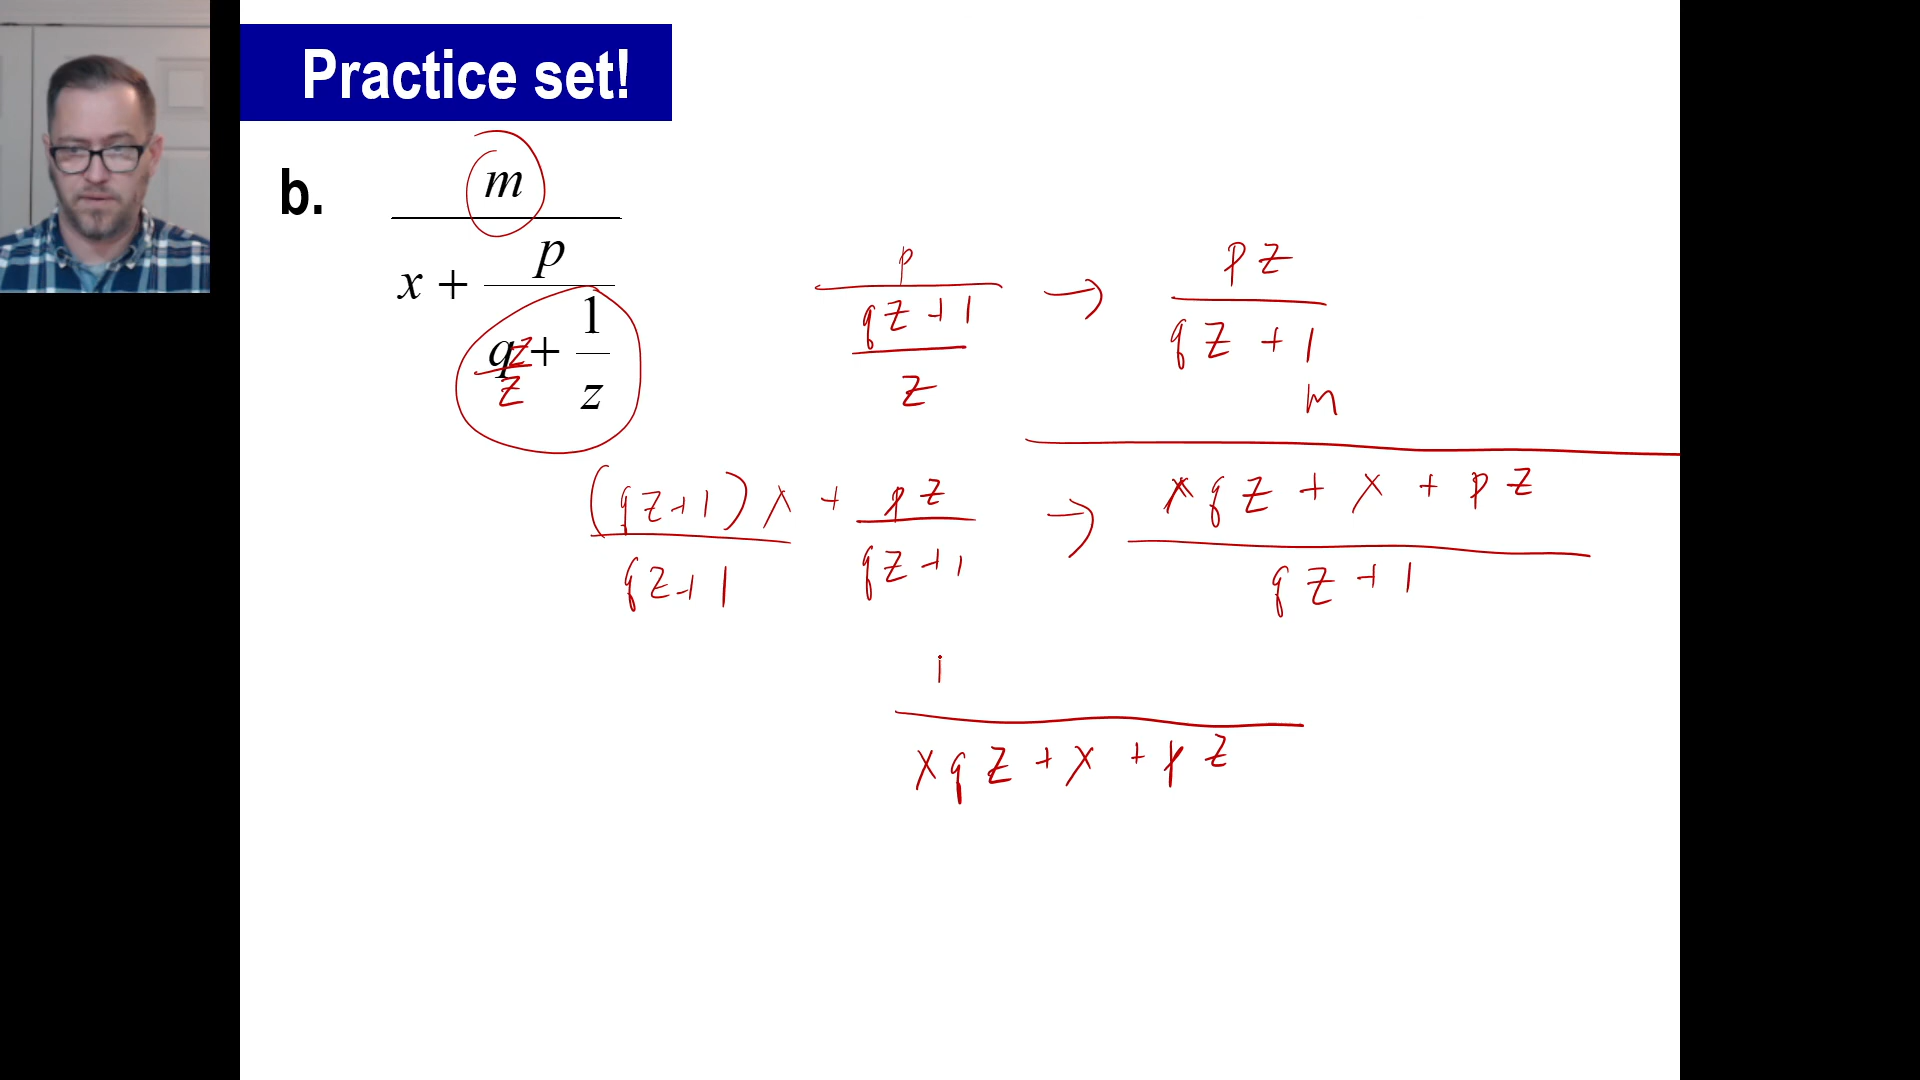 Practice set!
b.
m
x + p
qz/z + 1/z
p
qz + 1
z
→
pz
qz + 1
m
(qz+1)x + pz
qz+1 qz+1
→
xqz + x + pz
qz + 1
xqz + x + pz